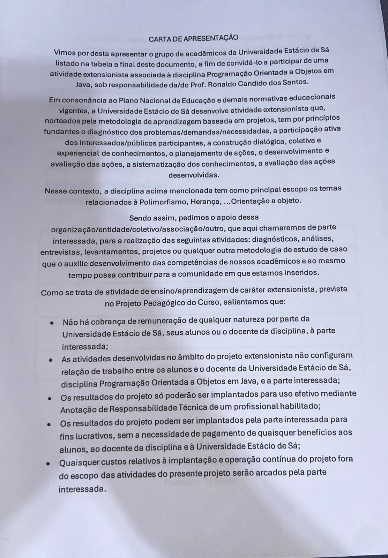 CARTA DE APRESENTAÇÃO
Vimos por desta apresentar o grupo de acadêmicos da Universidade Estácio de Sá
listado na tabela a final deste documento, a fim de convidá-lo a participar de uma
atividade extensionista associada à disciplina Programação Orientada a Objetos em
Java, sob responsabilidade da/do Prof. Ronaldo Candido dos Santos.
Em consonância ao Plano Nacional de Educação e demais normativas educacionais
vigentes, a Universidade Estácio de Sá desenvolve atividade extensionista que,
norteados pela metodologia de aprendizagem baseada em projetos, tem por princípios
fundantes o diagnóstico dos problemas/demandas/necessidades, a participação ativa
dos interessados/públicos participantes, a construção dialógica, coletiva e
experiencial de conhecimentos, o planejamento de ações, o desenvolvimento e
avaliação das ações, a sistematização dos conhecimentos, a avaliação das ações
desenvolvidas.
Nesse contexto, a disciplina acima mencionada tem como principal escopo os temas
relacionados à Polimorfismo, Herança, ...Orientação a objeto.
Sendo assim, pedimos o apoio dessa
organização/entidade/coletivo/associação/outro, que aqui chamaremos de parte
interessada, para a realização das seguintes atividades: diagnósticos, análises,
entrevistas, levantamentos, projetos ou qualquer outra metodologia de estudo de caso
que o auxílio desenvolvimento das competências de nossos acadêmicos e ao mesmo
tempo possa contribuir para a comunidade em que estamos inseridos.
Como se trata de atividade de ensino/aprendizagem de caráter extensionista, prevista
no Projeto Pedagógico do Curso, salientamos que:
• Não há cobrança de remuneração de qualquer natureza por parte da
Universidade Estácio de Sá, seus alunos ou o docente da disciplina, à parte
interessada;
• As atividades desenvolvidas no âmbito do projeto extensionista não configuram
relação de trabalho entre os alunos e o docente da Universidade Estácio de Sá,
disciplina Programação Orientada a Objetos em Java, e a parte interessada;
• Os resultados do projeto só poderão ser implantados para uso efetivo mediante
Anotação de Responsabilidade Técnica de um profissional habilitado;
• Os resultados do projeto podem ser implantados pela parte interessada para
fins lucrativos, sem a necessidade de pagamento de quaisquer benefícios aos
alunos, ao docente da disciplina e à Universidade Estácio de Sá;
• Quaisquer custos relativos à implantação e operação contínua do projeto fora
do escopo das atividades do presente projeto serão arcados pela parte
interessada.